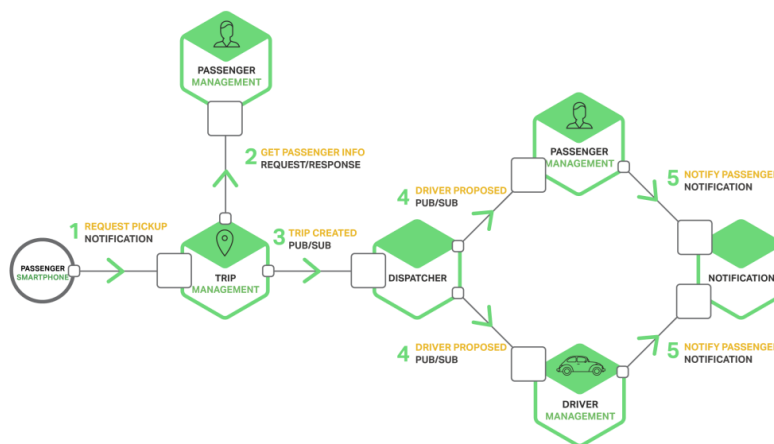 PASSENGER
MANAGEMENT
2 GET PASSENGER INFO
REQUEST/RESPONSE
1 REQUEST PICKUP
NOTIFICATION
PASSENGER
SMARTPHONE
TRIP
MANAGEMENT
3 TRIP CREATED
PUB/SUB
DISPATCHER
4 DRIVER PROPOSED
PUB/SUB
PASSENGER
MANAGEMENT
5 NOTIFY PASSENGER
NOTIFICATION
NOTIFICATION
4 DRIVER PROPOSED
PUB/SUB
DRIVER
MANAGEMENT
5 NOTIFY PASSENGER
NOTIFICATION